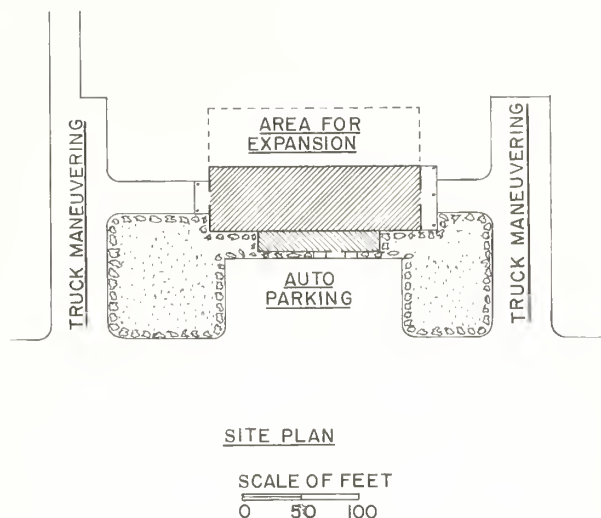 AREA FOR
EXPANSION
TRUCK MANEUVERING
TRUCK MANEUVERING
AUTO
PARKING
SITE PLAN
SCALE OF FEET
0 50 100